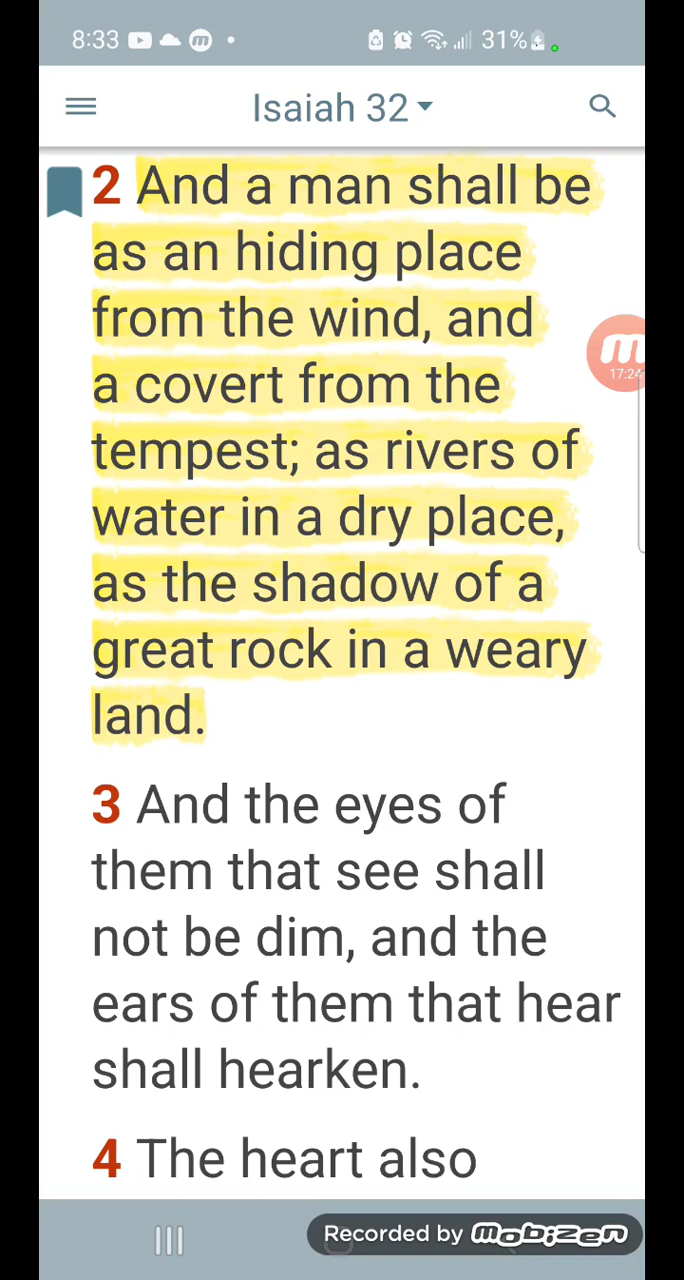 8:33 31%
Isaiah 32
2 And a man shall be
as an hiding place
from the wind, and
a covert from the
tempest; as rivers of
water in a dry place,
as the shadow of a
great rock in a weary
land.
m
17:24
3 And the eyes of
them that see shall
not be dim, and the
ears of them that hear
shall hearken.
4 The heart also
Recorded by mobizen